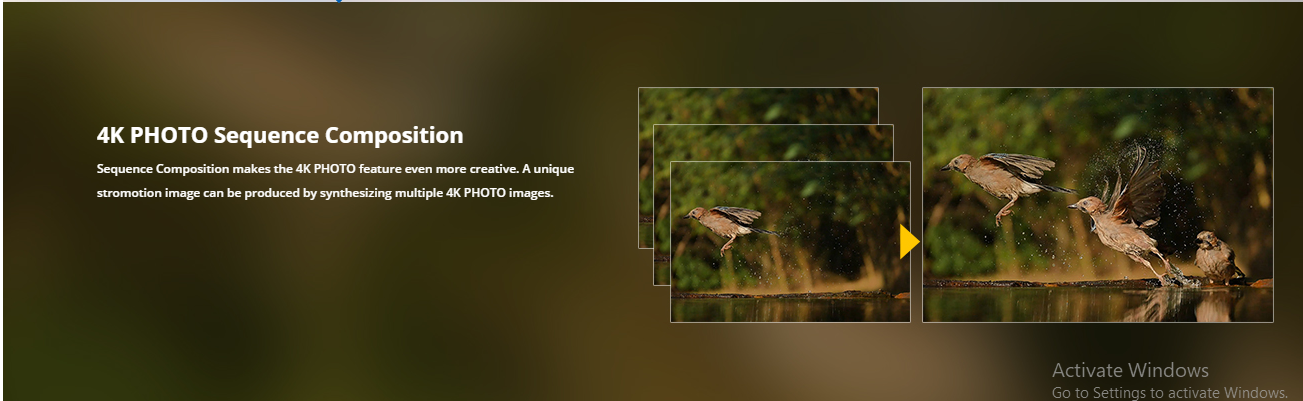 4K PHOTO Sequence Composition
Sequence Composition makes the 4K PHOTO feature even more creative. A unique
stromotion image can be produced by synthesizing multiple 4K PHOTO images.
Activate Windows
Go to Settings to activate Windows.